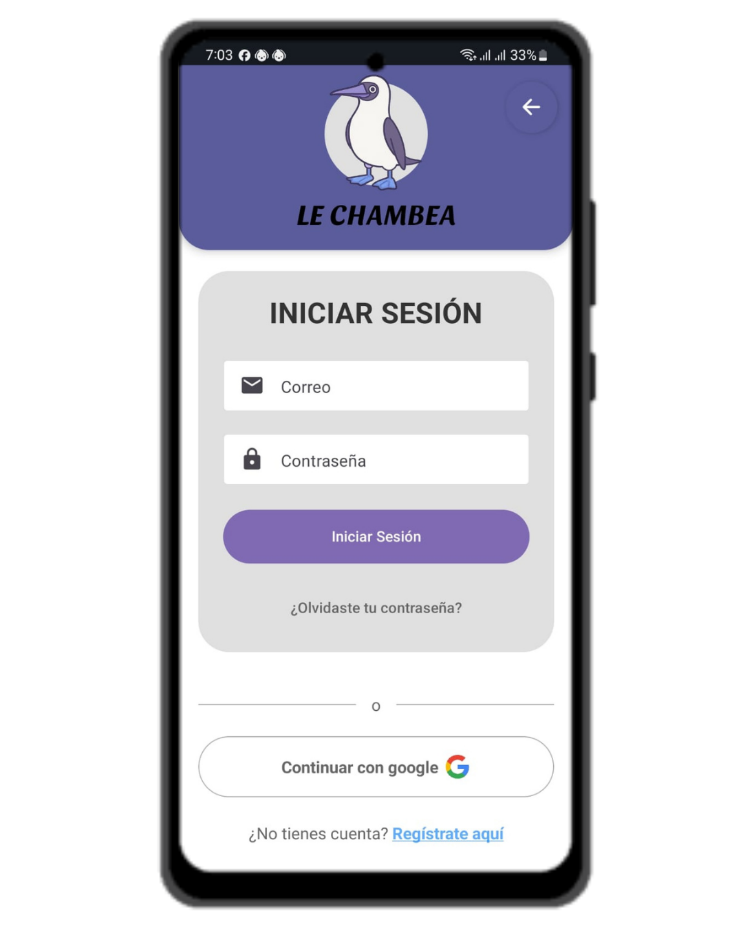 7:03 33%
LE CHAMBEA
INICIAR SESIÓN
Correo
Contraseña
Iniciar Sesión
¿Olvidaste tu contraseña?
o
Continuar con google
¿No tienes cuenta? Regístrate aquí